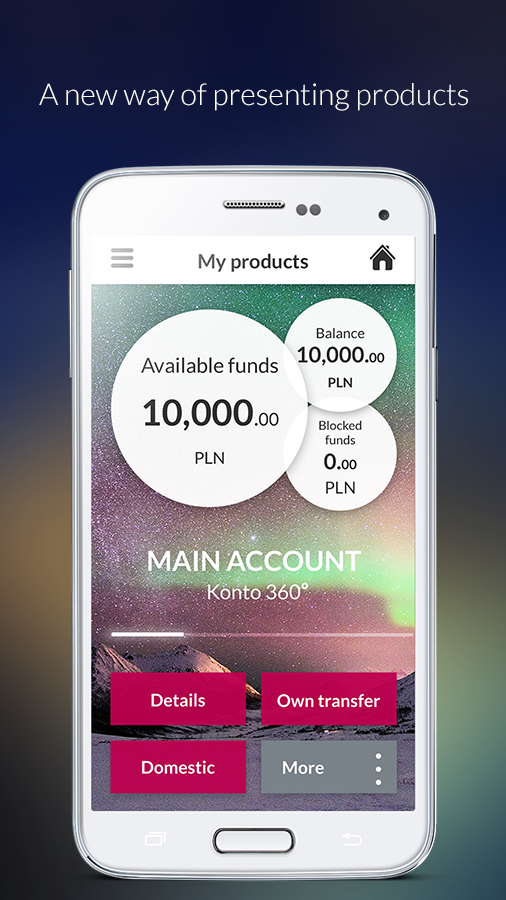 A new way of presenting products
My products
Available funds
10,000.00
PLN
Balance
10,000.00
PLN
Blocked
funds
0.00
PLN
MAIN ACCOUNT
Konto 360°
Details
Own transfer
Domestic
More